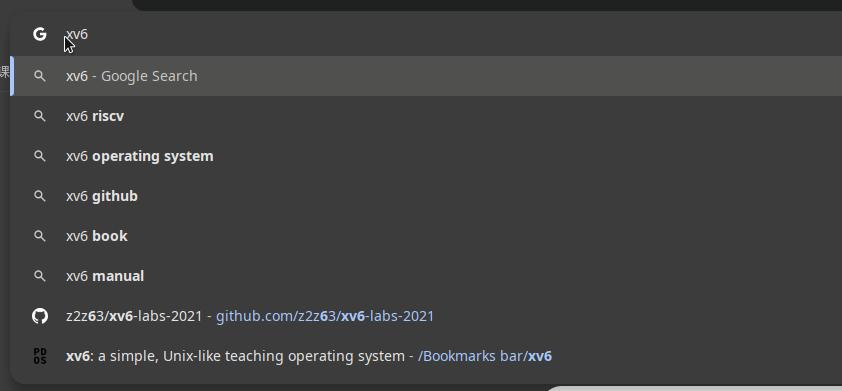 xv6
课
xv6 - Google Search
xv6 riscv
xv6 operating system
xv6 github
xv6 book
xv6 manual
z2z63/xv6-labs-2021 - github.com/z2z63/xv6-labs-2021
PD
OS
xv6: a simple, Unix-like teaching operating system - /Bookmarks bar/xv6